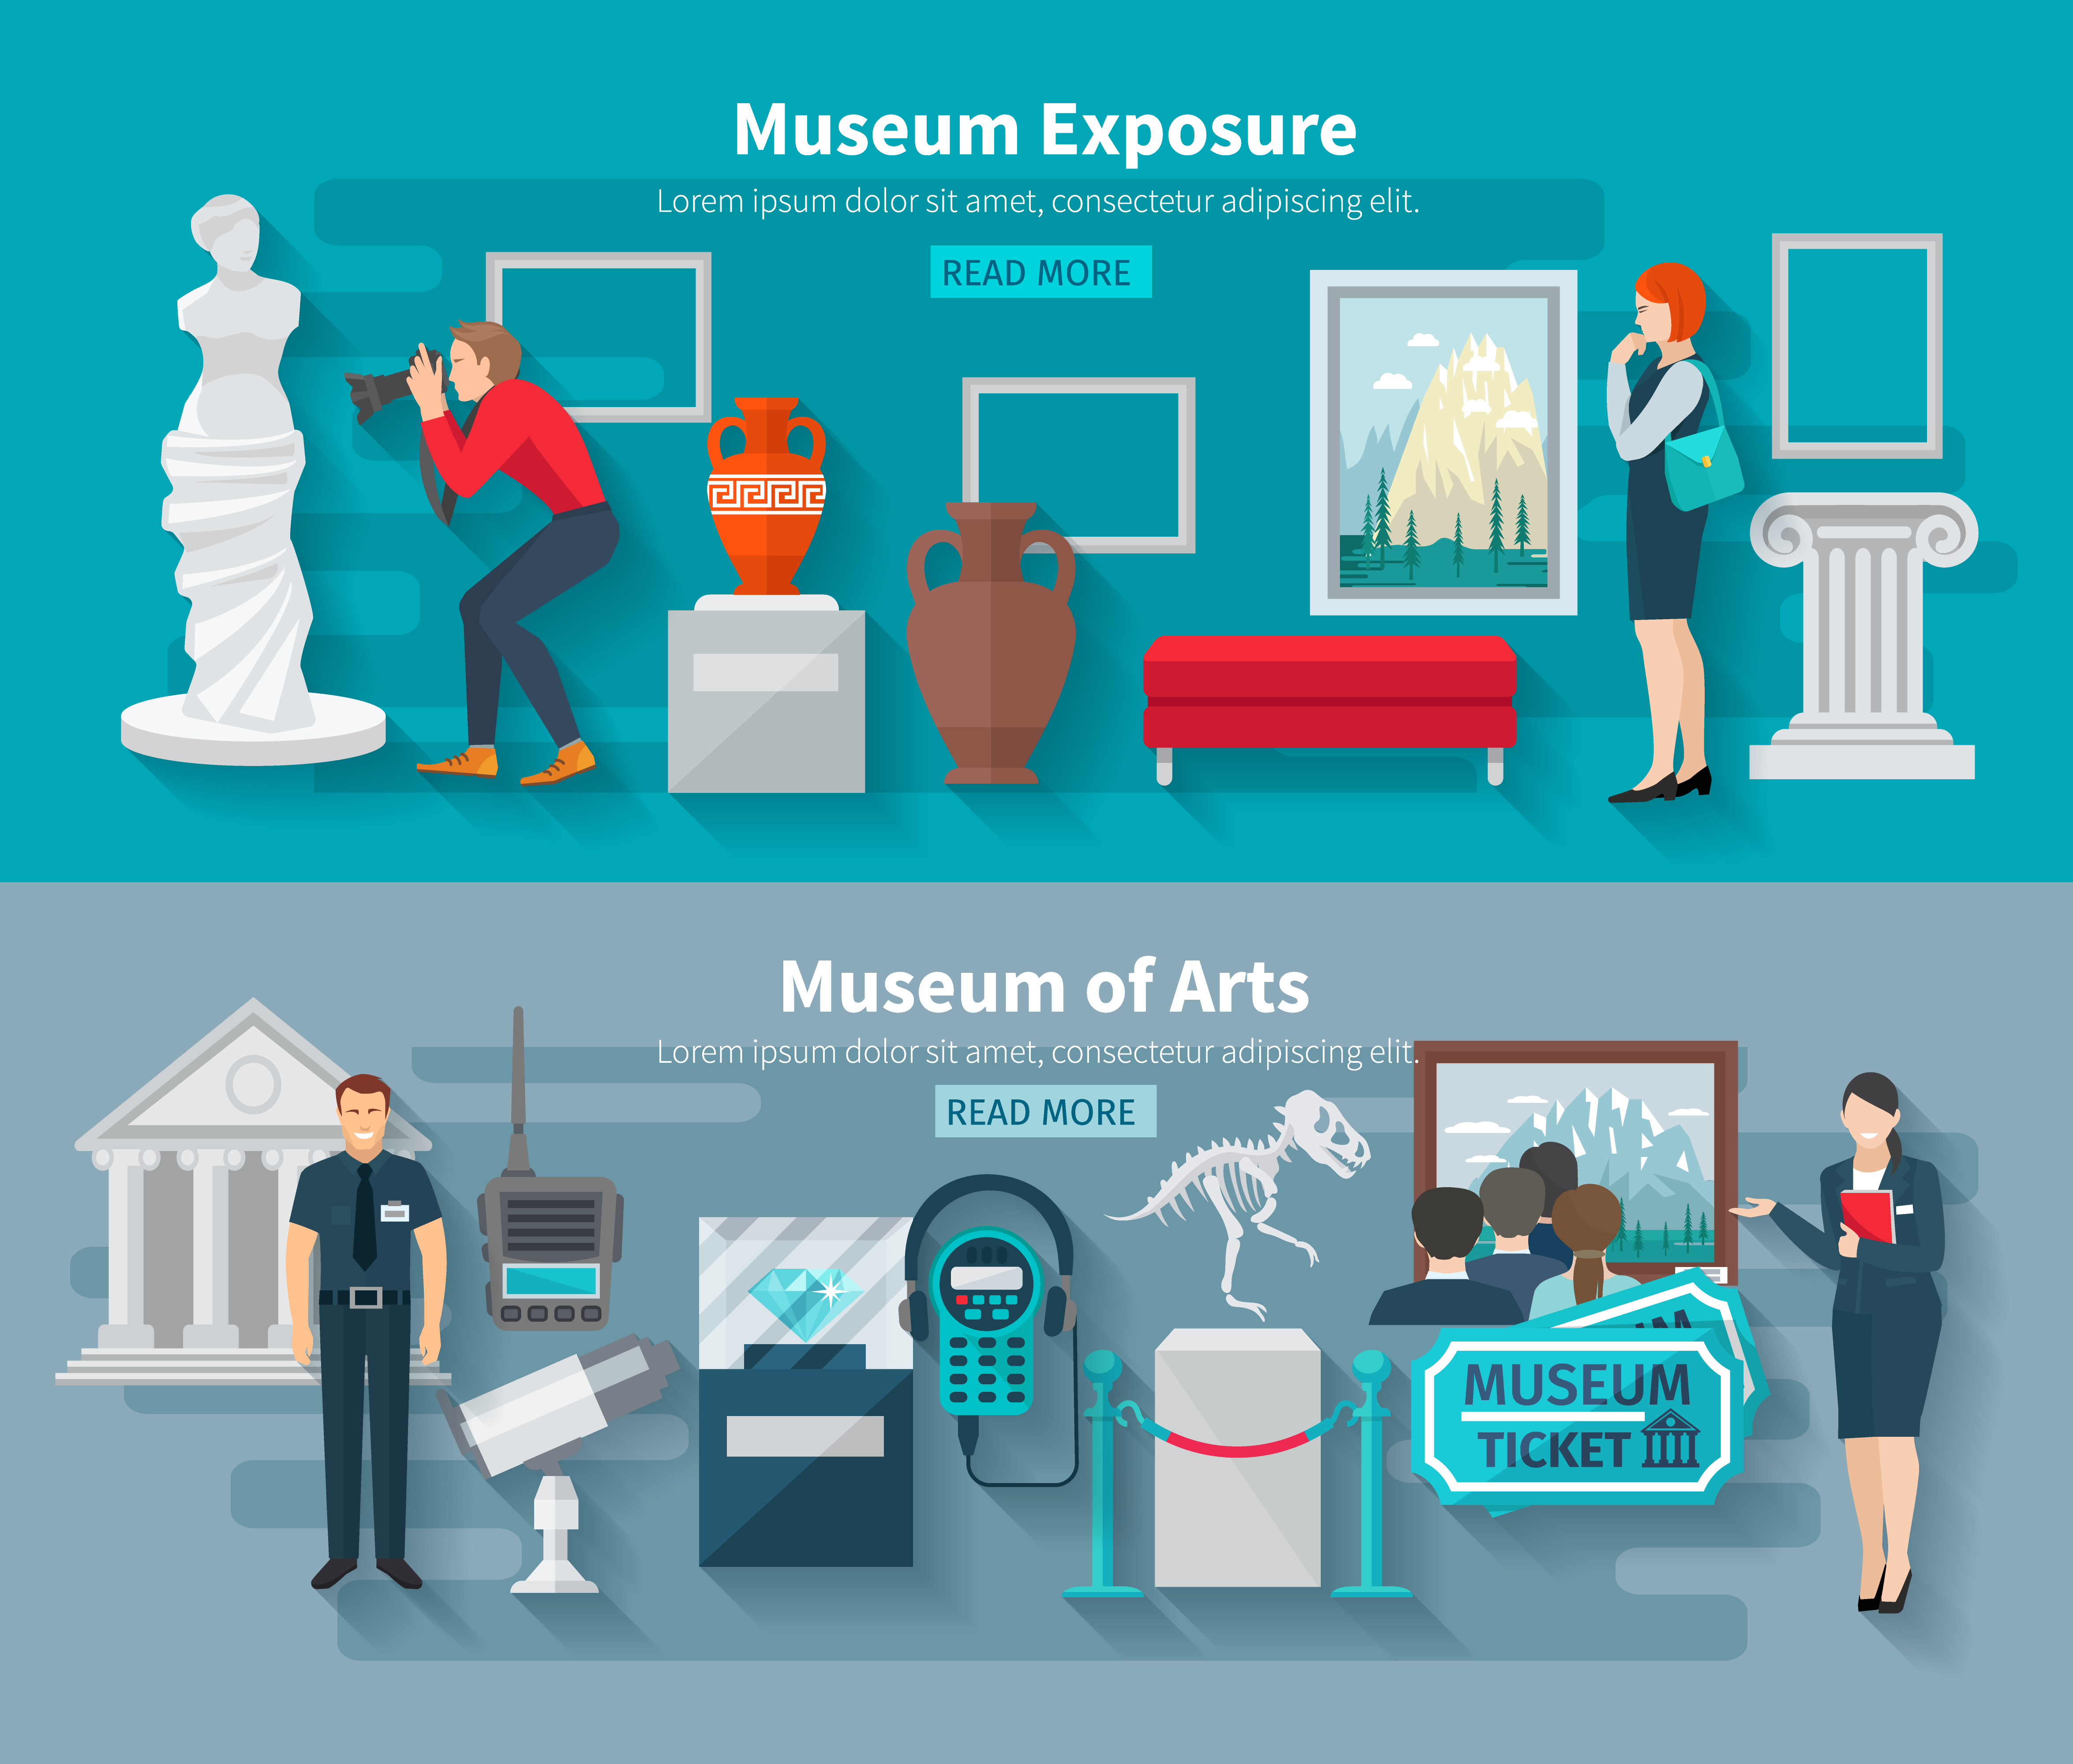 Museum Exposure
Lorem ipsum dolor sit amet, consectetur adipiscing elit.
READ MORE
Museum of Arts
Lorem ipsum dolor sit amet, consectetur adipiscing elit.
READ MORE
MUSEUM
TICKET